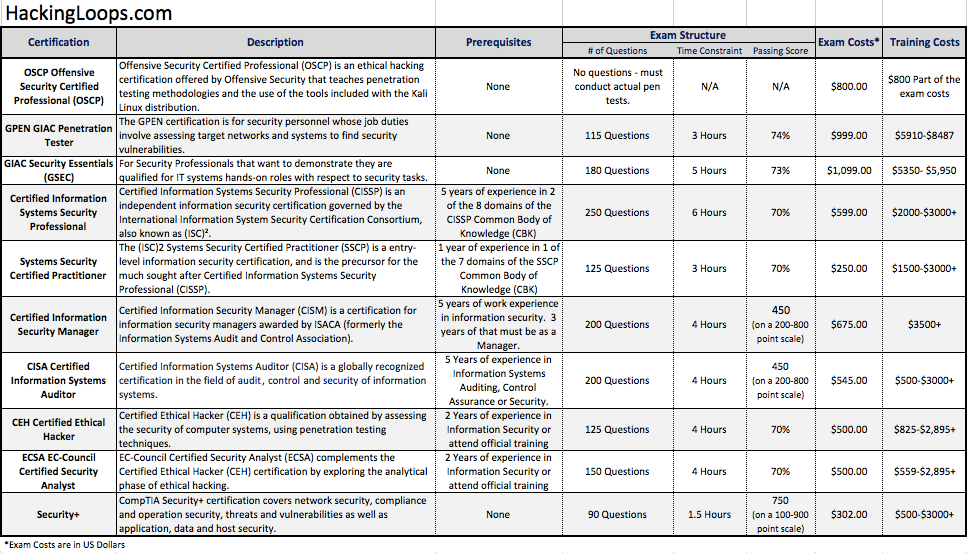 HackingLoops.com
Certification
Description
Prerequisites
Exam Structure
# of Questions
Time Constraint
Passing Score
Exam Costs*
Training Costs
OSCP Offensive
Security Certified
Professional (OSCP)
Offensive Security Certified Professional (OSCP) is an ethical hacking
certification offered by Offensive Security that teaches penetration
testing methodologies and the use of the tools included with the Kali
Linux distribution.
None
No questions - must
conduct actual pen
tests.
N/A
N/A
$800.00
$800 Part of the
exam costs
GPEN GIAC Penetration
Tester
The GPEN certification is for security personnel whose job duties
involve assessing target networks and systems to find security
vulnerabilities.
None
115 Questions
3 Hours
74%
$999.00
$5910-$8487
GIAC Security Essentials
(GSEC)
For Security Professionals that want to demonstrate they are
qualified for IT systems hands-on roles with respect to security tasks.
None
180 Questions
5 Hours
73%
$1,099.00
$5350- $5,950
Certified Information
Systems Security
Professional
Certified Information Systems Security Professional (CISSP) is an
independent information security certification governed by the
International Information System Security Certification Consortium,
also known as (ISC)².
5 years of experience in 2
of the 8 domains of the
CISSP Common Body of
Knowledge (CBK)
250 Questions
6 Hours
70%
$599.00
$2000-$3000+
Systems Security
Certified Practitioner
The (ISC)2 Systems Security Certified Practitioner (SSCP) is a entry-
level information security certification, and is the precursor for the
much sought after Certified Information Systems Security
Professional (CISSP).
1 year of experience in 1 of
the 7 domains of the SSCP
Common Body of
Knowledge (CBK)
125 Questions
3 Hours
70%
$250.00
$1500-$3000+
Certified Information
Security Manager
Certified Information Security Manager (CISM) is a certification for
information security managers awarded by ISACA (formerly the
Information Systems Audit and Control Association).
5 years of work experience
in information security. 3
years of that must be as a
Manager.
200 Questions
4 Hours
450
(on a 200-800
point scale)
$675.00
$3500+
CISA Certified
Information Systems
Auditor
Certified Information Systems Auditor (CISA) is a globally recognized
certification in the field of audit, control and security of information
systems.
5 Years of experience in
Information Systems
Auditing, Control
Assurance or Security.
200 Questions
4 Hours
450
(on a 200-800
point scale)
$545.00
$500-$3000+
CEH Certified Ethical
Hacker
Certified Ethical Hacker (CEH) is a qualification obtained by assessing
the security of computer systems, using penetration testing
techniques.
2 Years of experience in
Information Security or
attend official training
125 Questions
4 Hours
70%
$500.00
$825-$2,895+
ECSA EC-Council
Certified Security
Analyst
EC-Council Certified Security Analyst (ECSA) complements the
Certified Ethical Hacker (CEH) certification by exploring the analytical
phase of ethical hacking.
2 Years of experience in
Information Security or
attend official training
150 Questions
4 Hours
70%
$500.00
$559-$2,895+
Security+
CompTIA Security+ certification covers network security, compliance
and operation security, threats and vulnerabilities as well as
application, data and host security.
None
90 Questions
1.5 Hours
750
(on a 100-900
point scale)
$302.00
$500-$3000+
*Exam Costs are in US Dollars